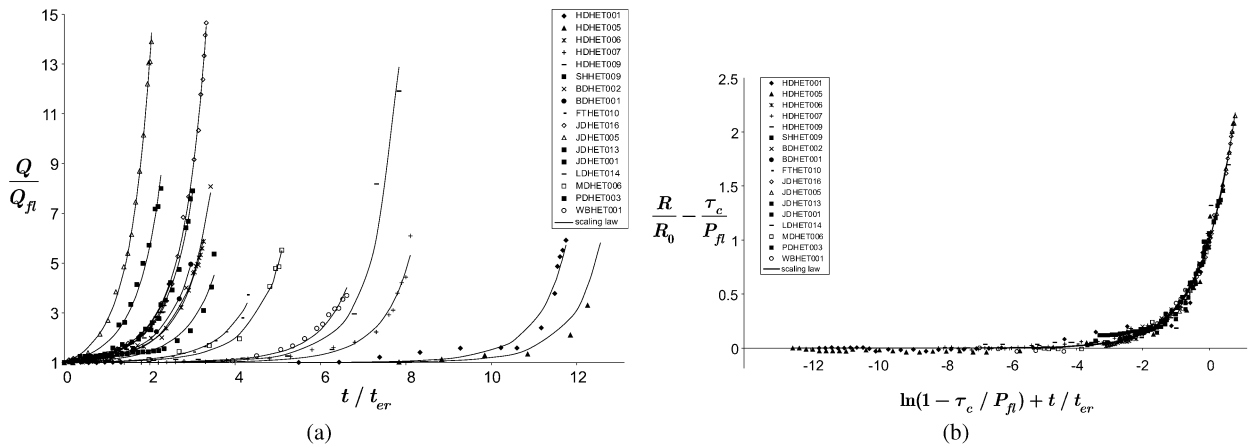 15
13
11
9
7
5
3
1
Q
Q_fl
0
2
4
6
8
10
12
t / t_er
HDHET001
HDHET005
HDHET006
HDHET007
HDHET009
SHHET009
BDHET002
BDHET001
FTHET010
JDHET016
JDHET005
JDHET013
JDHET001
LDHET014
MDHET006
PDHET003
WBHET001
scaling law
(a)
2.5
2
1.5
1
0.5
0
R/R_0 − τ_c/P_fl
-12
-10
-8
-6
-4
-2
0
ln(1 − τ_c / P_fl) + t / t_er
HDHET001
HDHET005
HDHET006
HDHET007
HDHET009
SHHET009
BDHET002
BDHET001
FTHET010
JDHET016
JDHET005
JDHET013
JDHET001
LDHET014
MDHET006
PDHET003
WBHET001
scaling law
(b)